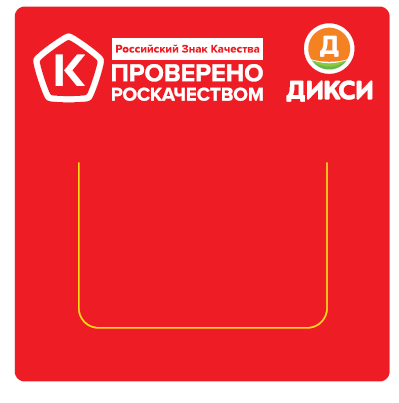 К
Российский Знак Качества
ПРОВЕРЕНО
РОСКАЧЕСТВОМ
Д
ДИКСИ